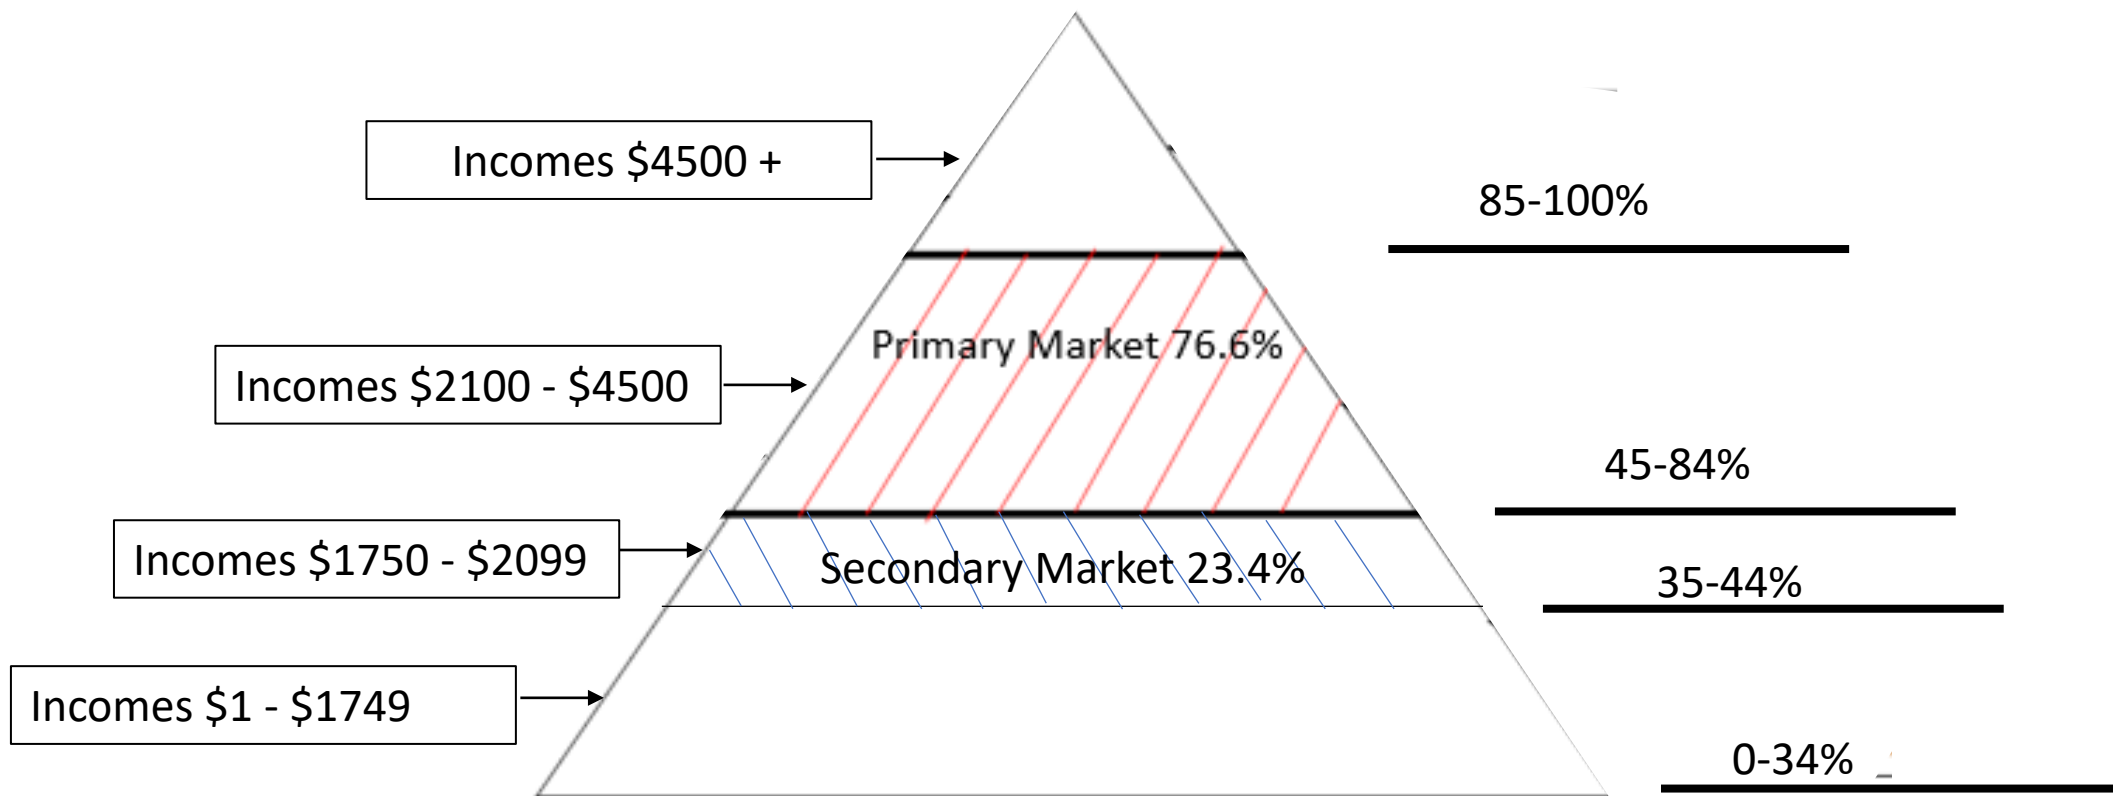 Incomes $4500 +
85-100%
Primary Market 76.6%
Incomes $2100 - $4500
45-84%
Incomes $1750 - $2099
Secondary Market 23.4%
35-44%
Incomes $1 - $1749
0-34%